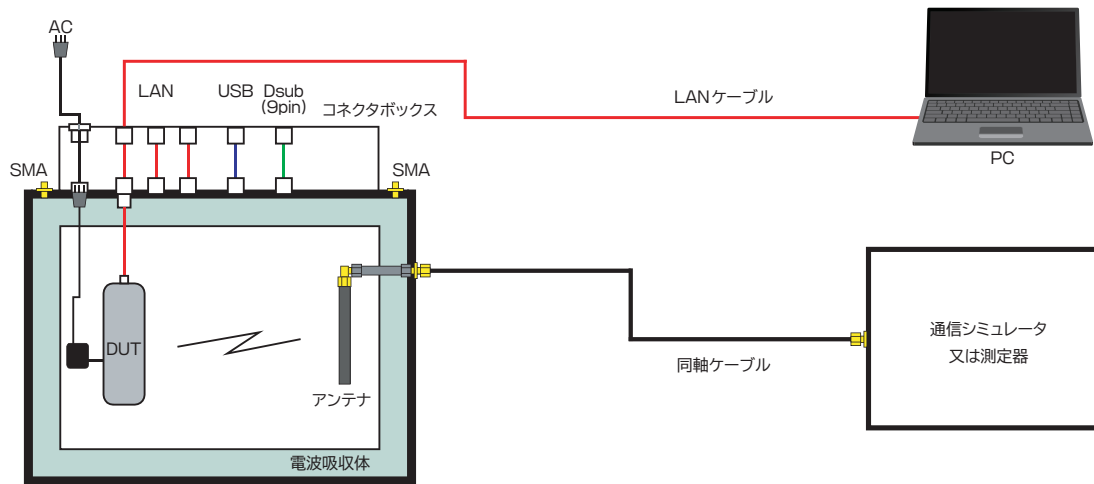 AC
LAN
USB
Dsub
(9pin)
コネクタボックス
LANケーブル
PC
SMA
SMA
DUT
アンテナ
電波吸収体
同軸ケーブル
通信シミュレータ
又は測定器